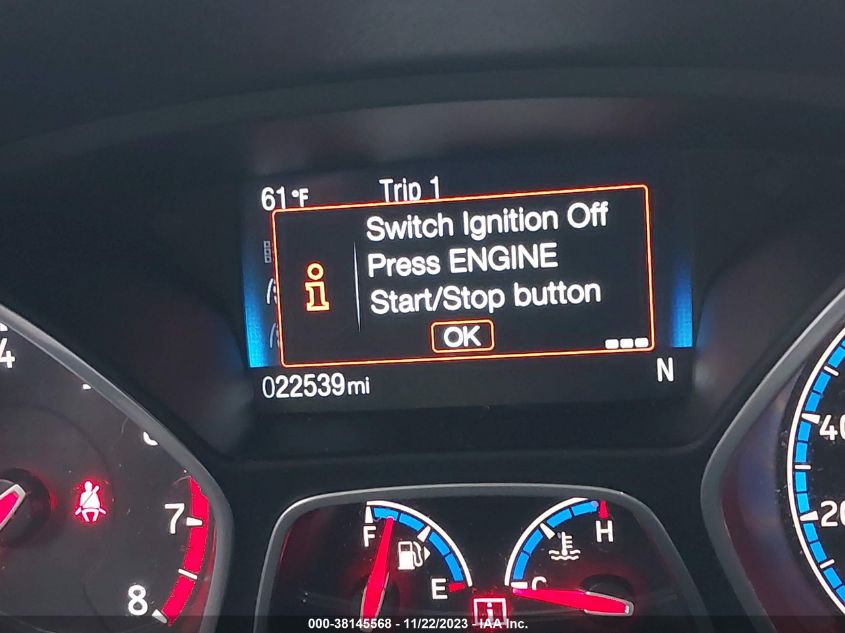 61°F Trip 1
Switch Ignition Off
Press ENGINE
Start/Stop button
OK
022539mi N
4
7
8
F
E
H
C
40
20
000-38145568 - 11/22/2023 - IAA Inc.